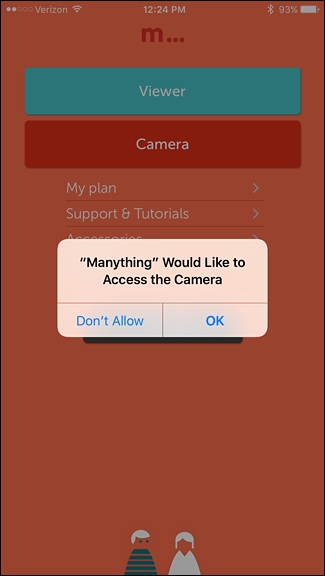 Verizon 12:24 PM 93%
m...
Viewer
Camera
My plan
Support & Tutorials
Accessories
“Manything” Would Like to
Access the Camera
Don't Allow OK